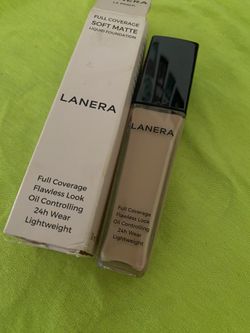 FULL COVERAGE
SOFT MATTE
LIQUID FOUNDATION
LANERA
Full Coverage
Flawless Look
Oil Controlling
24h Wear
Lightweight
LANERA
Full Coverage
Flawless Look
Oil Controlling
24h Wear
Lightweight